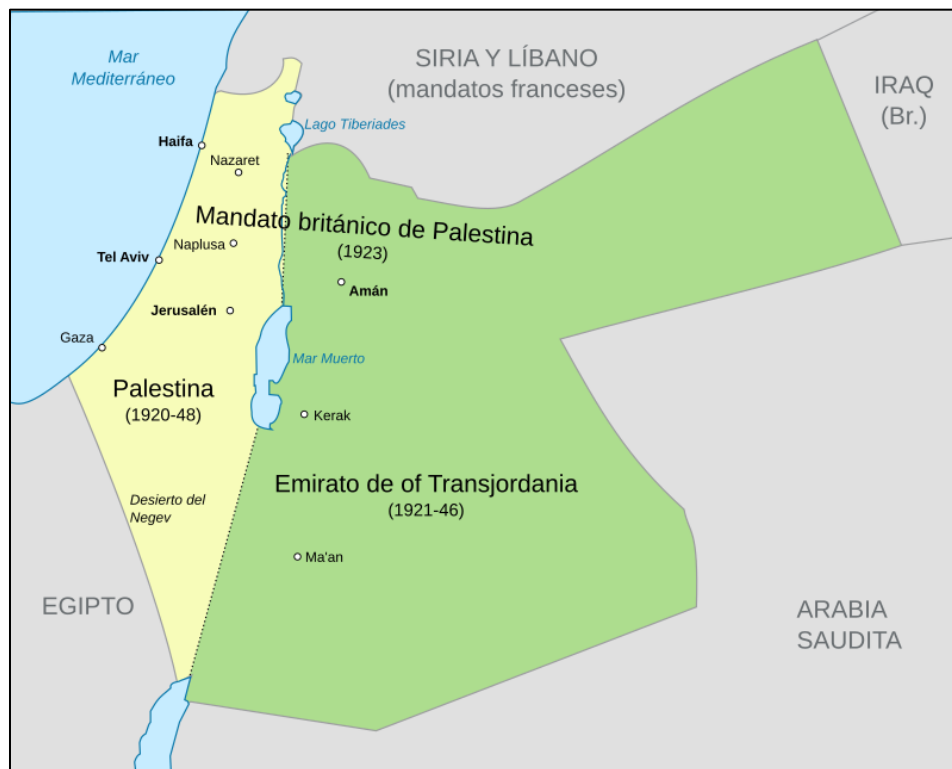 Mar
Mediterráneo
SIRIA Y LÍBANO
(mandatos franceses)
IRAQ
(Br.)
Lago Tiberiades
Haifa
Nazaret
Mandato británico de Palestina
(1923)
Naplusa
Tel Aviv
Amán
Jerusalén
Gaza
Mar Muerto
Palestina
(1920-48)
Kerak
Emirato de of Transjordania
(1921-46)
Desierto del
Negev
Ma'an
EGIPTO
ARABIA
SAUDITA